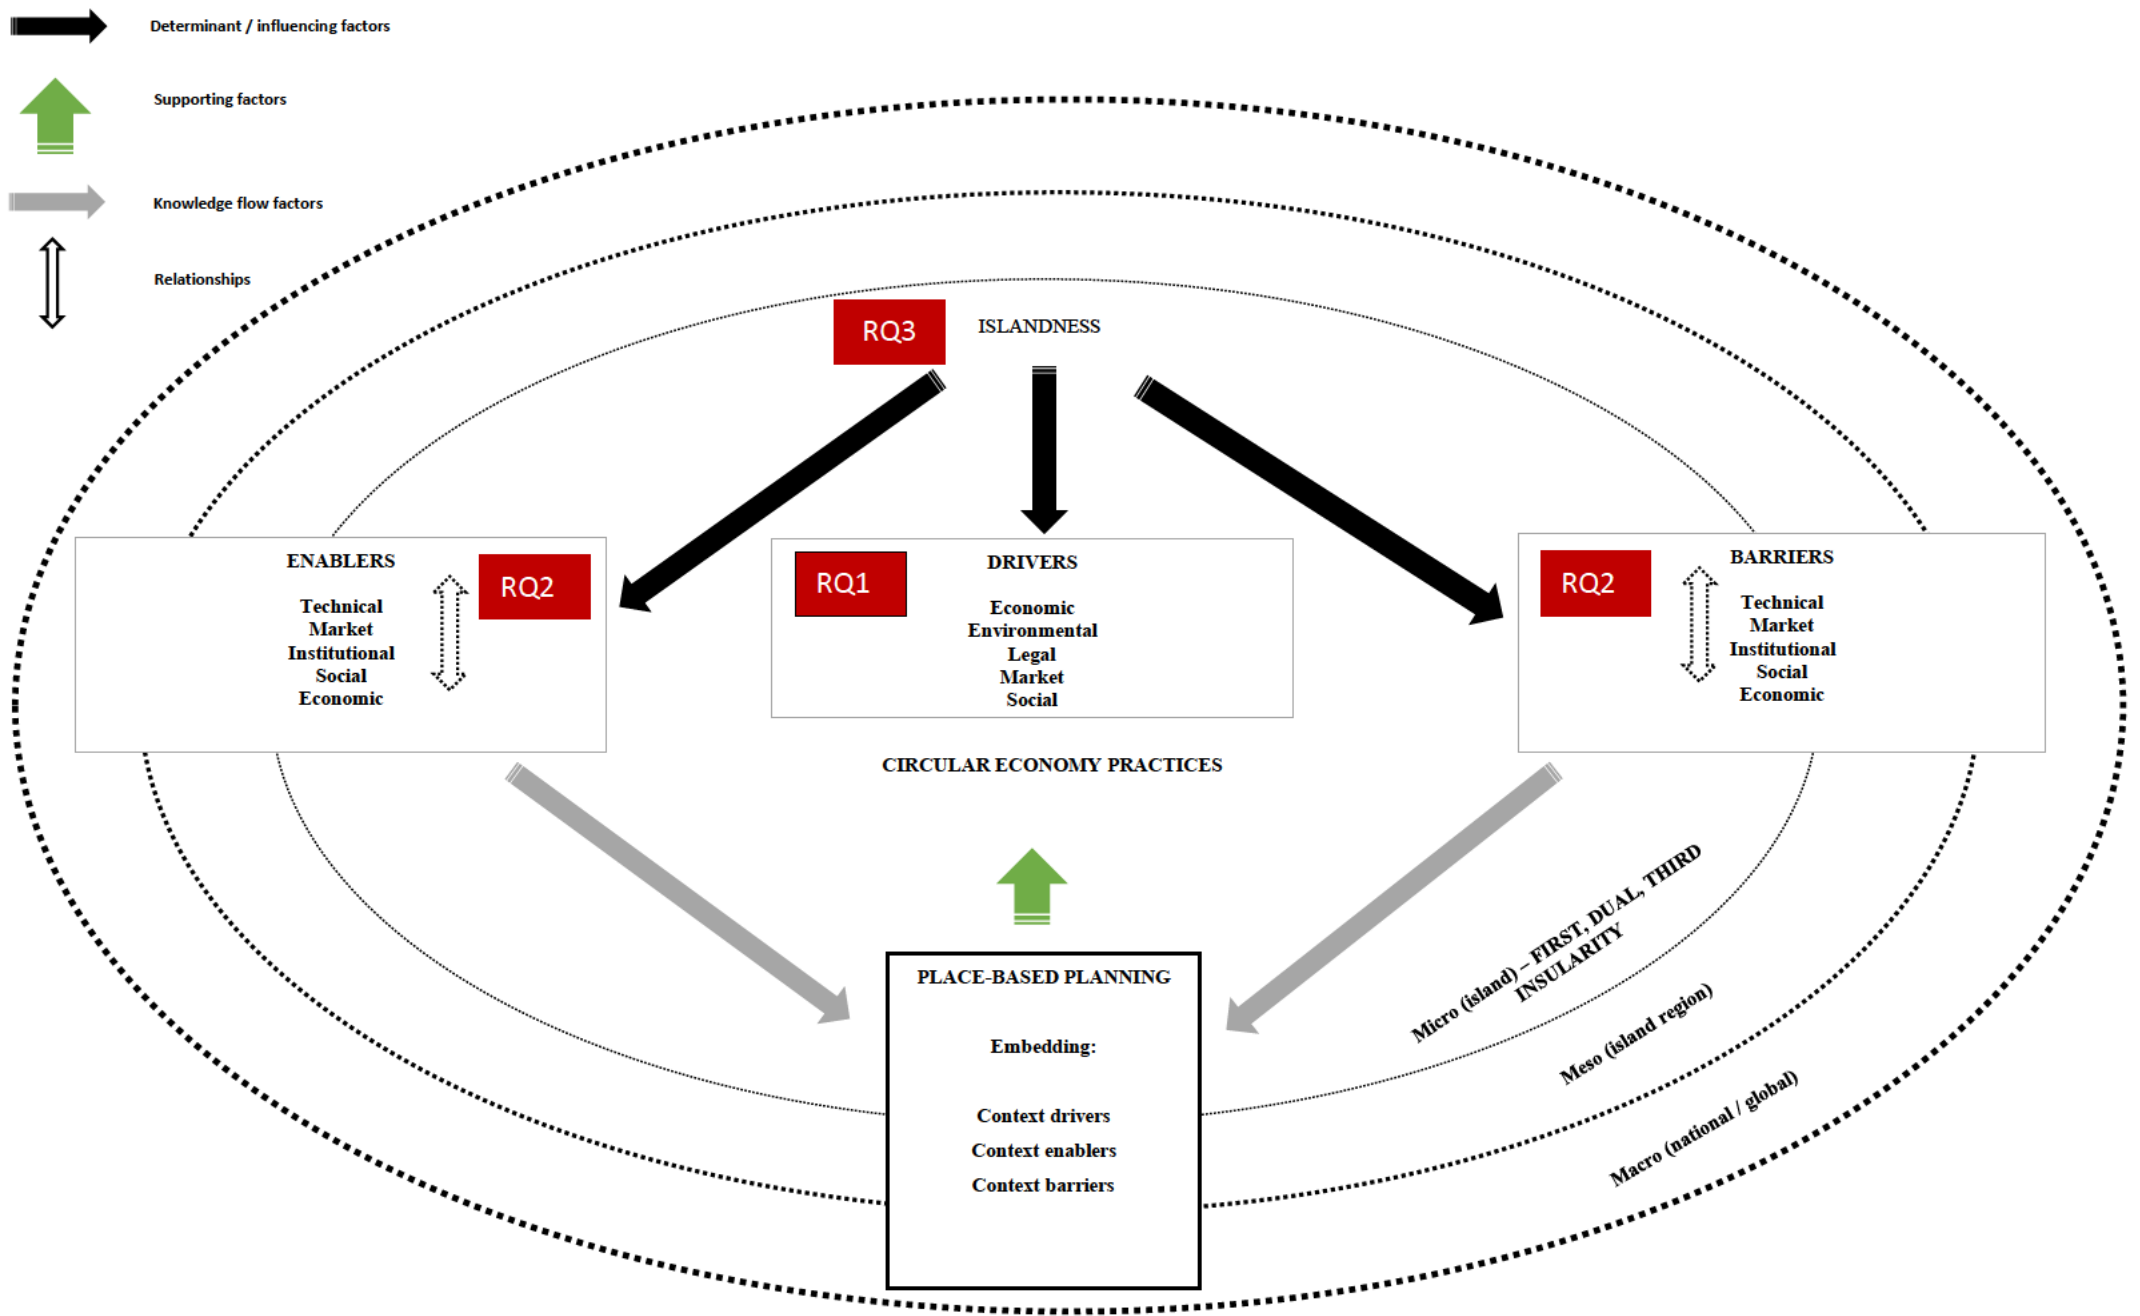 Determinant / influencing factors
Supporting factors
Knowledge flow factors
Relationships
RQ3
ISLANDNESS
ENABLERS
RQ2
Technical
Market
Institutional
Social
Economic
RQ1
DRIVERS
Economic
Environmental
Legal
Market
Social
RQ2
BARRIERS
Technical
Market
Institutional
Social
Economic
CIRCULAR ECONOMY PRACTICES
PLACE-BASED PLANNING
Embedding:
Context drivers
Context enablers
Context barriers
Micro (island) – FIRST, DUAL, THIRD
INSULARITY
Meso (island region)
Macro (national / global)